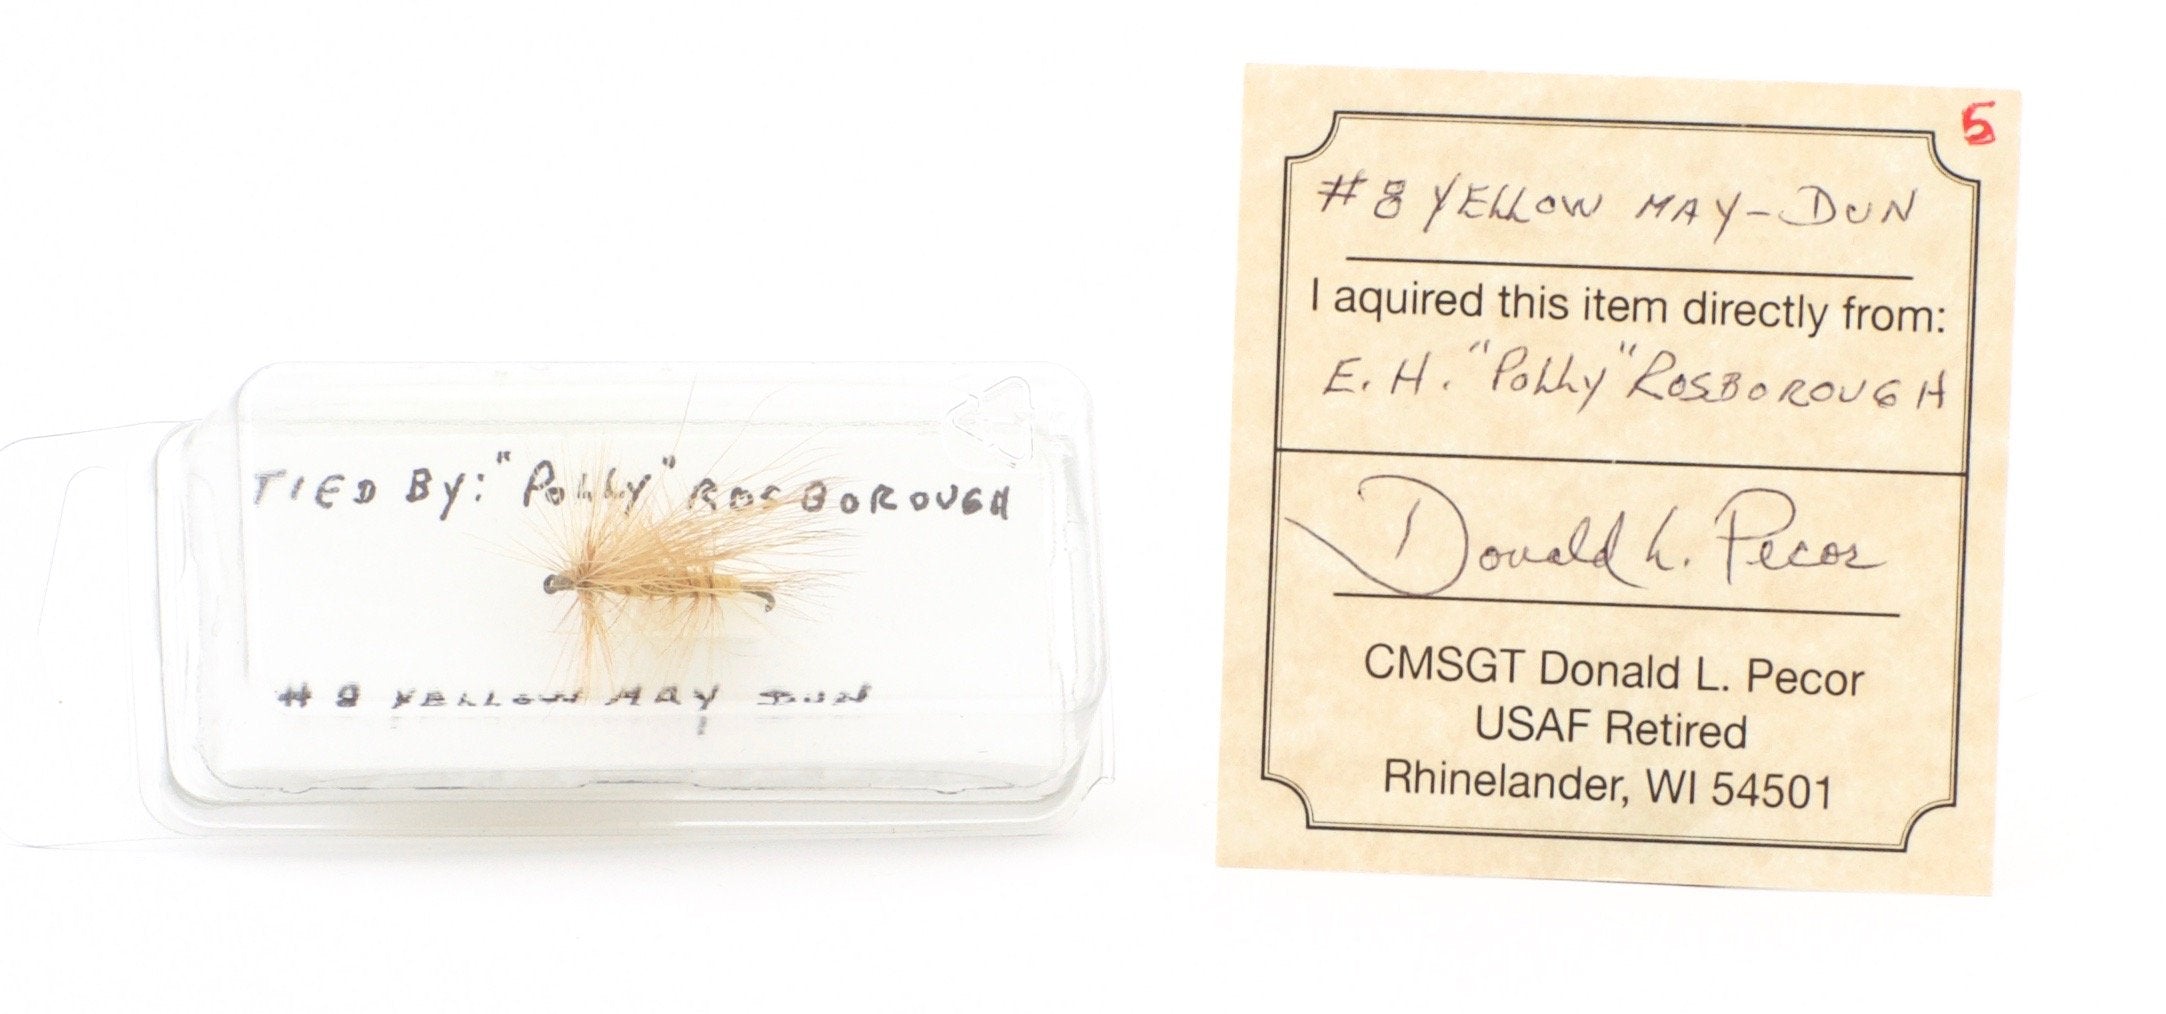 TIED BY: "POLLY" ROSBOROUGH
# 8 YELLOW MAY DUN
5
# 8 YELLOW MAY-DUN
I aquired this item directly from:
E. H. "POLLY" ROSBOROUGH
Donald L. Pecor
CMSGT Donald L. Pecor
USAF Retired
Rhinelander, WI 54501